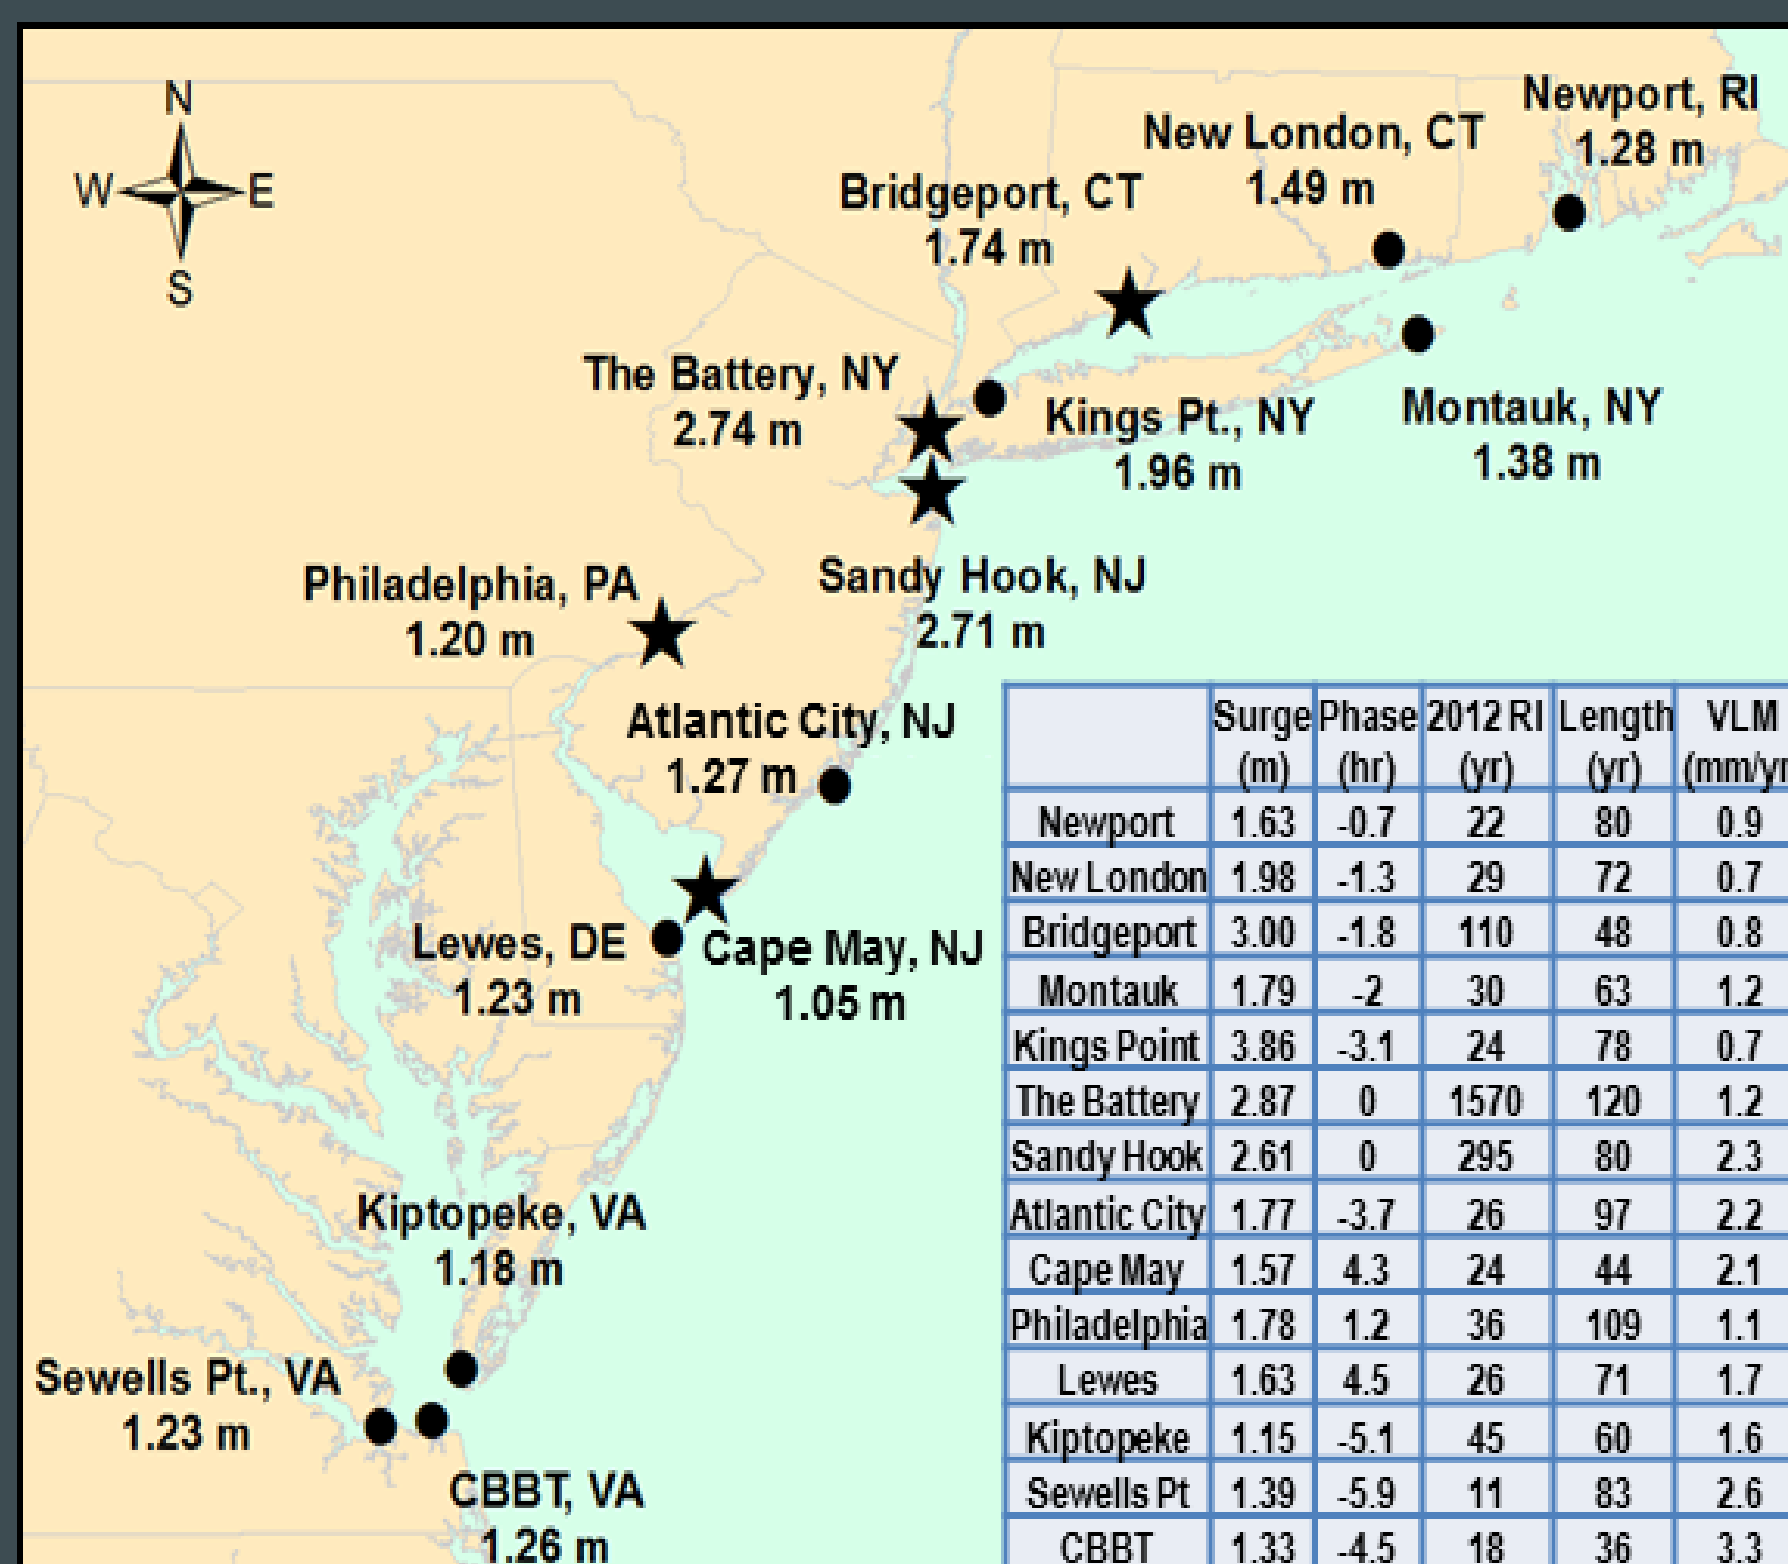 N
W E
S
Newport, RI
1.28 m
New London, CT
1.49 m
Bridgeport, CT
1.74 m
The Battery, NY
2.74 m
Kings Pt., NY
1.96 m
Montauk, NY
1.38 m
Sandy Hook, NJ
2.71 m
Philadelphia, PA
1.20 m
Atlantic City, NJ
1.27 m
Lewes, DE
1.23 m
Cape May, NJ
1.05 m
Kiptopeke, VA
1.18 m
Sewells Pt., VA
1.23 m
CBBT, VA
1.26 m
Surge Phase 2012 RI Length VLM
(m) (hr) (yr) (yr) (mm/yr
Newport 1.63 -0.7 22 80 0.9
New London 1.98 -1.3 29 72 0.7
Bridgeport 3.00 -1.8 110 48 0.8
Montauk 1.79 -2 30 63 1.2
Kings Point 3.86 -3.1 24 78 0.7
The Battery 2.87 0 1570 120 1.2
Sandy Hook 2.61 0 295 80 2.3
Atlantic City 1.77 -3.7 26 97 2.2
Cape May 1.57 4.3 24 44 2.1
Philadelphia 1.78 1.2 36 109 1.1
Lewes 1.63 4.5 26 71 1.7
Kiptopeke 1.15 -5.1 45 60 1.6
Sewells Pt 1.39 -5.9 11 83 2.6
CBBT 1.33 -4.5 18 36 3.3